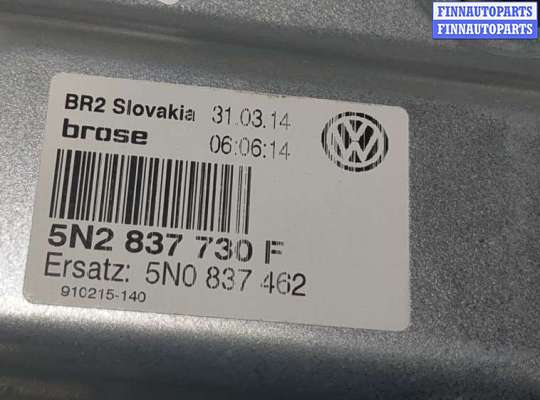 FINNAUTOPARTS
FINNAUTOPARTS
BR2 Slovakia 31.03.14
brose 06:06:14
5N2 837 730 F
Ersatz: 5N0 837 462
910215-140